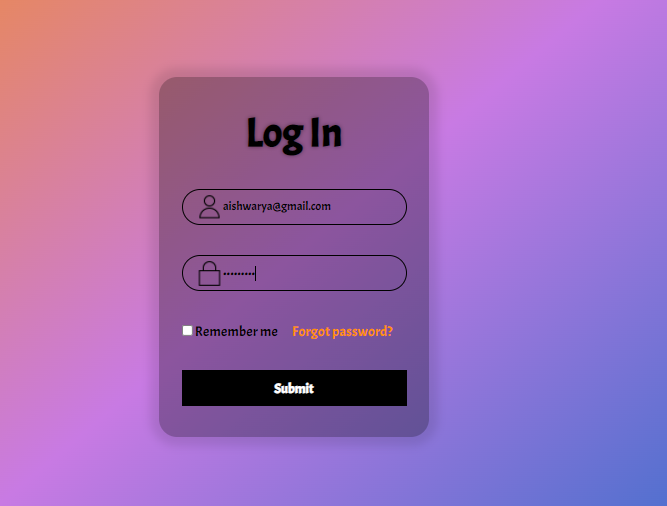 Log In
aishwarya@gmail.com
•••••••••
Remember me Forgot password?
Submit